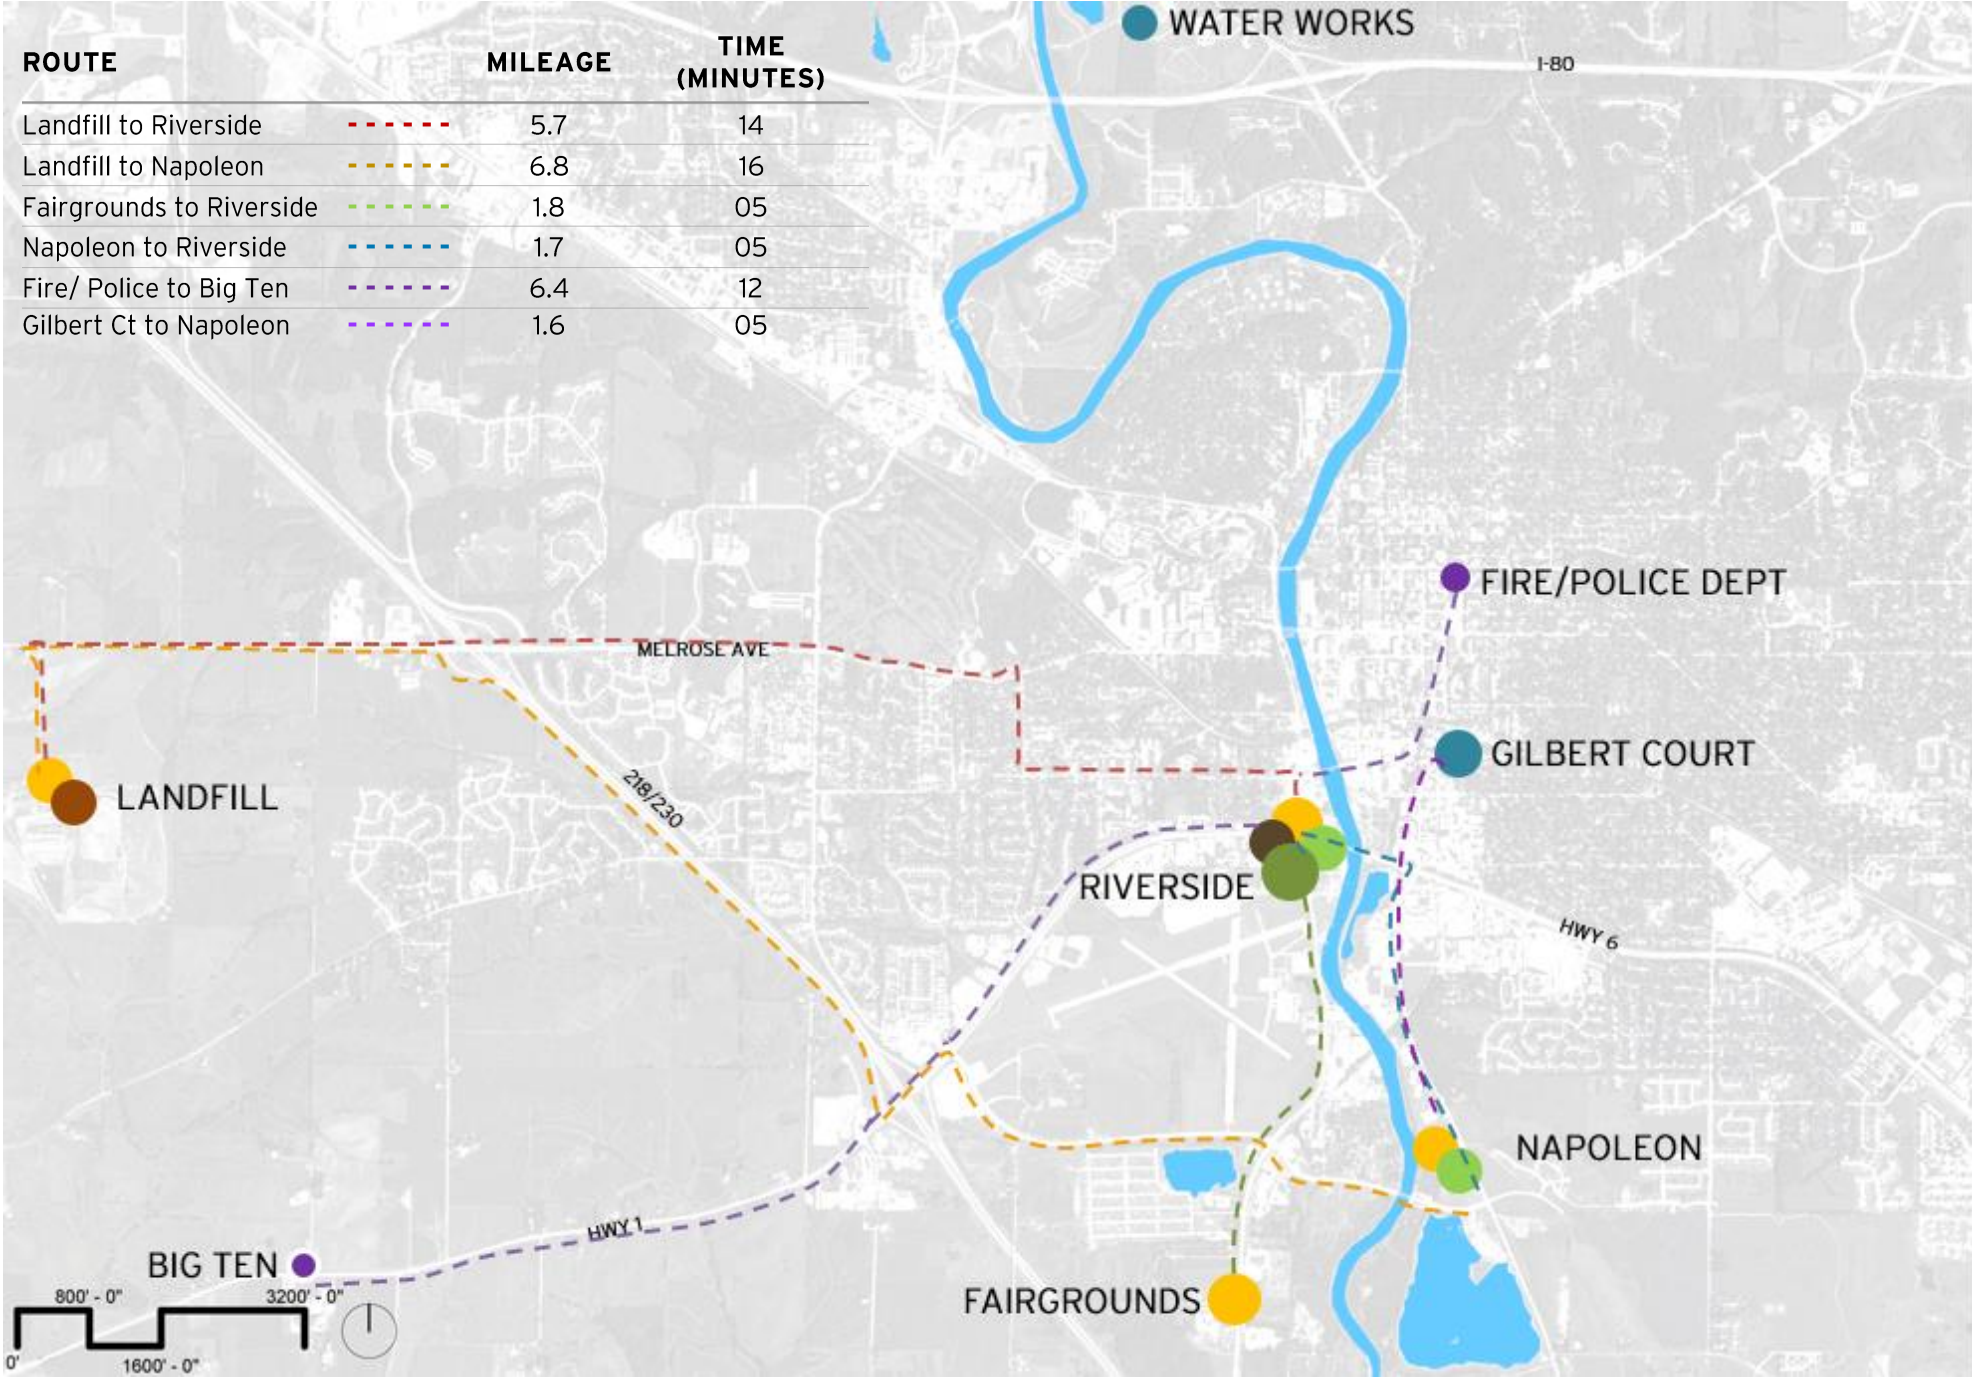 WATER WORKS
I-80
ROUTE MILEAGE TIME (MINUTES)
Landfill to Riverside 5.7 14
Landfill to Napoleon 6.8 16
Fairgrounds to Riverside 1.8 05
Napoleon to Riverside 1.7 05
Fire/ Police to Big Ten 6.4 12
Gilbert Ct to Napoleon 1.6 05
FIRE/POLICE DEPT
MELROSE AVE
GILBERT COURT
LANDFILL
218/230
RIVERSIDE
HWY 6
NAPOLEON
HWY 1
BIG TEN
FAIRGROUNDS
800' - 0" 3200' - 0"
0' 1600' - 0"